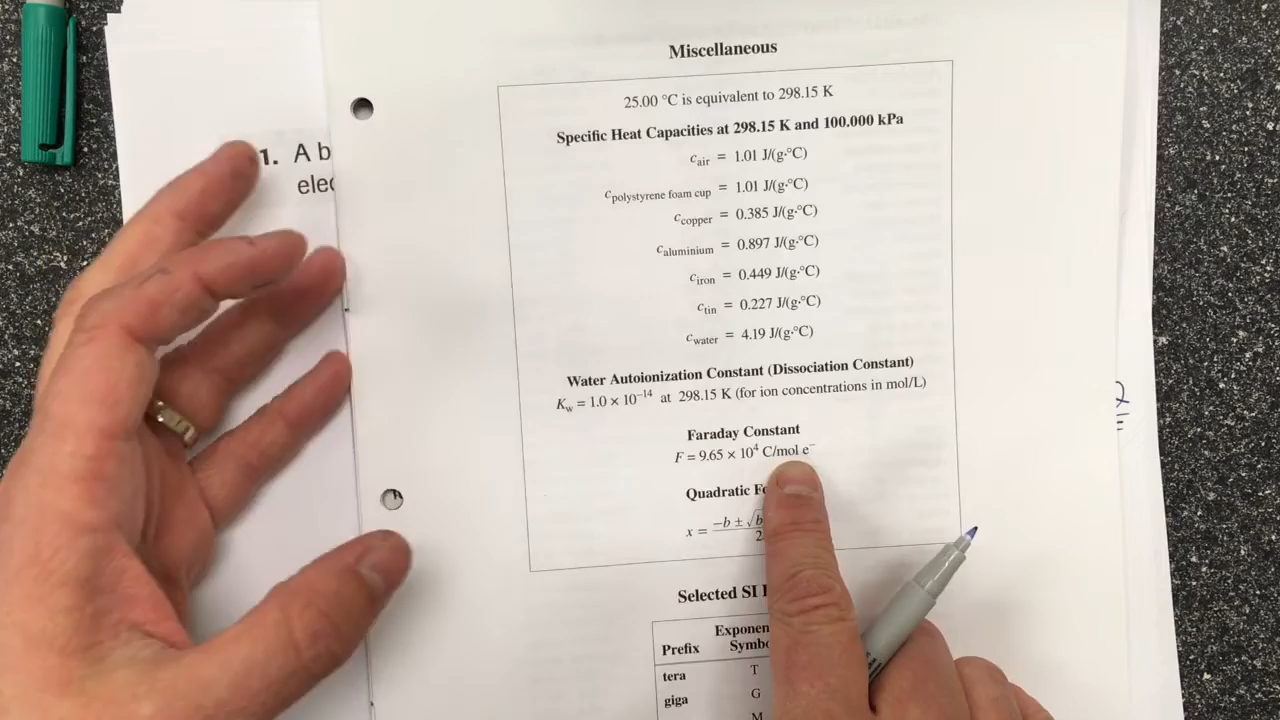 Miscellaneous
25.00 °C is equivalent to 298.15 K
Specific Heat Capacities at 298.15 K and 100.000 kPa
c_air = 1.01 J/(g·°C)
c_polystyrene foam cup = 1.01 J/(g·°C)
c_copper = 0.385 J/(g·°C)
c_aluminium = 0.897 J/(g·°C)
c_iron = 0.449 J/(g·°C)
c_tin = 0.227 J/(g·°C)
c_water = 4.19 J/(g·°C)
Water Autoionization Constant (Dissociation Constant)
K_w = 1.0 × 10⁻¹⁴ at 298.15 K (for ion concentrations in mol/L)
Faraday Constant
F = 9.65 × 10⁴ C/mol e⁻
Quadratic
x = −b ± √b
2
Selected SI
Prefix
tera T
giga G
M
1. A b
elec